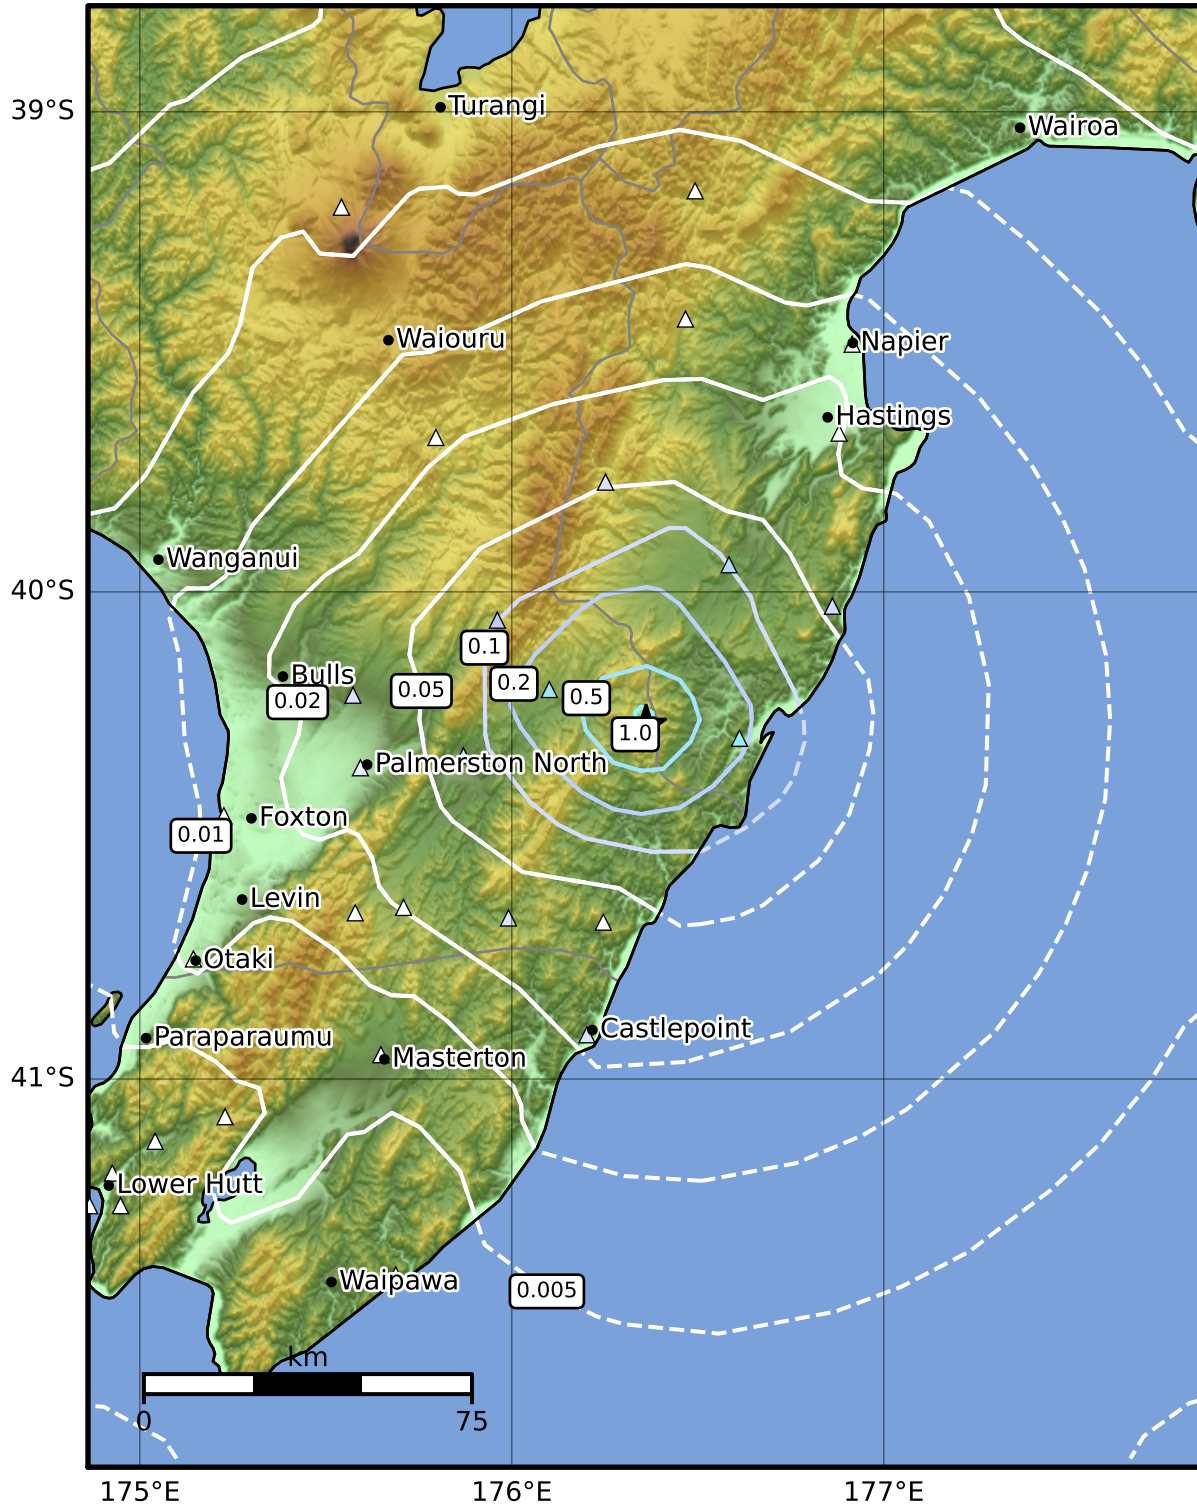 39°S
Turangi
Wairoa
Waiouru
Napier
Hastings
Wanganui
40°S
0.1
Bulls
0.2
0.05
0.5
0.02
1.0
Palmerston North
Foxton
0.01
Levin
Otaki
Castlepoint
Paraparaumu
Masterton
41°S
Lower Hutt
Waipawa
0.005
km
0
75
175°E
176°E
177°E